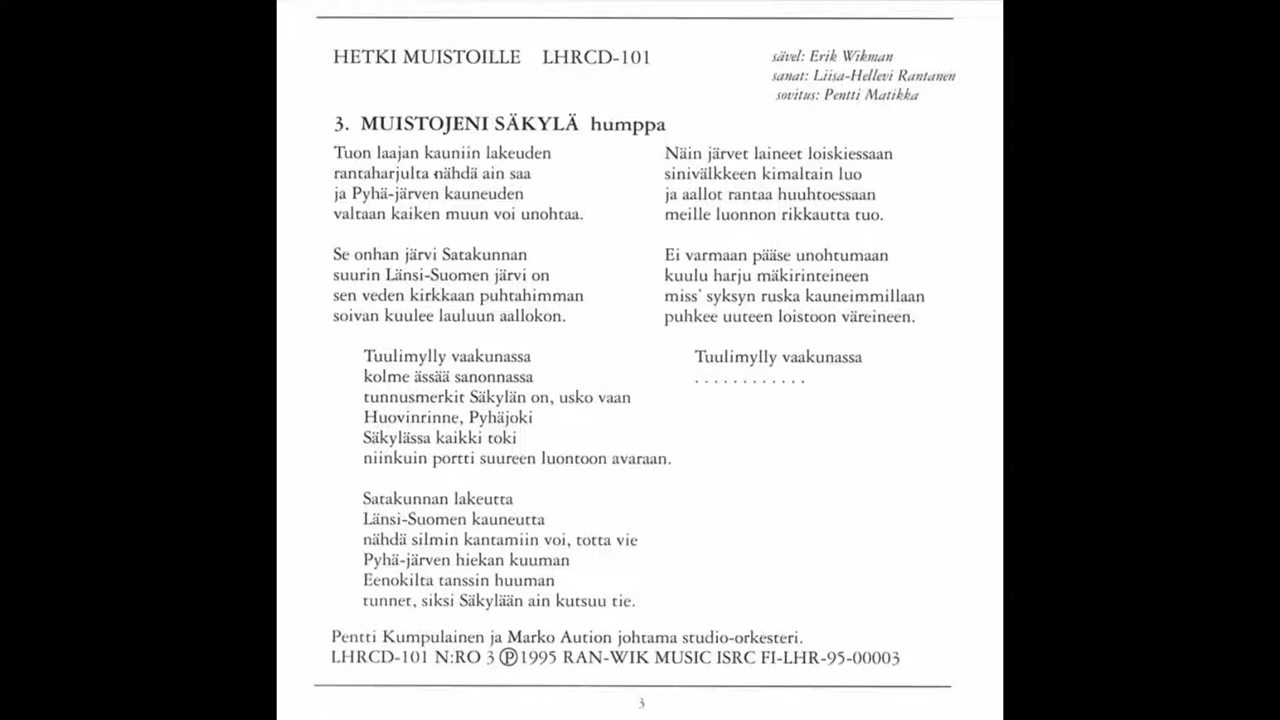 HETKI MUISTOILLE LHRCD-101
sävel: Erik Wikman
sanat: Liisa-Hellevi Rantanen
sovitus: Pentti Matikka
3. MUISTOJENI SÄKYLÄ humppa
Tuon laajan kauniin lakeuden
rantaharjulta nähdä ain saa
ja Pyhä-järven kauneuden
valtaan kaiken muun voi unohtaa.
Se onhan järvi Satakunnan
suurin Länsi-Suomen järvi on
sen veden kirkkaan puhtahimman
soivan kuulee lauluun aallokon.
Tuulimylly vaakunassa
kolme ässää sanonnassa
tunnusmerkit Säkylän on, usko vaan
Huovinrinne, Pyhäjoki
Säkylässa kaikki toki
niinkuin portti suureen luontoon avaraan.
Satakunnan lakeutta
Länsi-Suomen kauneutta
nähdä silmin kantamiin voi, totta vie
Pyhä-järven hiekan kuuman
Eenokilta tanssin huuman
tunnet, siksi Säkylään ain kutsuu tie.
Näin järvet laineet loiskiessaan
sinivälkkeen kimaltain luo
ja aallot rantaa huuhtoessaan
meille luonnon rikkautta tuo.
Ei varmaan pääse unohtumaan
kuulu harju mäkirinteineen
miss' syksyn ruska kauneimmillaan
puhkee uuteen loistoon väreineen.
Tuulimylly vaakunassa
. . . . . . . . . . . .
Pentti Kumpulainen ja Marko Aution johtama studio-orkesteri.
LHRCD-101 N:RO 3 Ⓟ1995 RAN-WIK MUSIC ISRC FI-LHR-95-00003
3